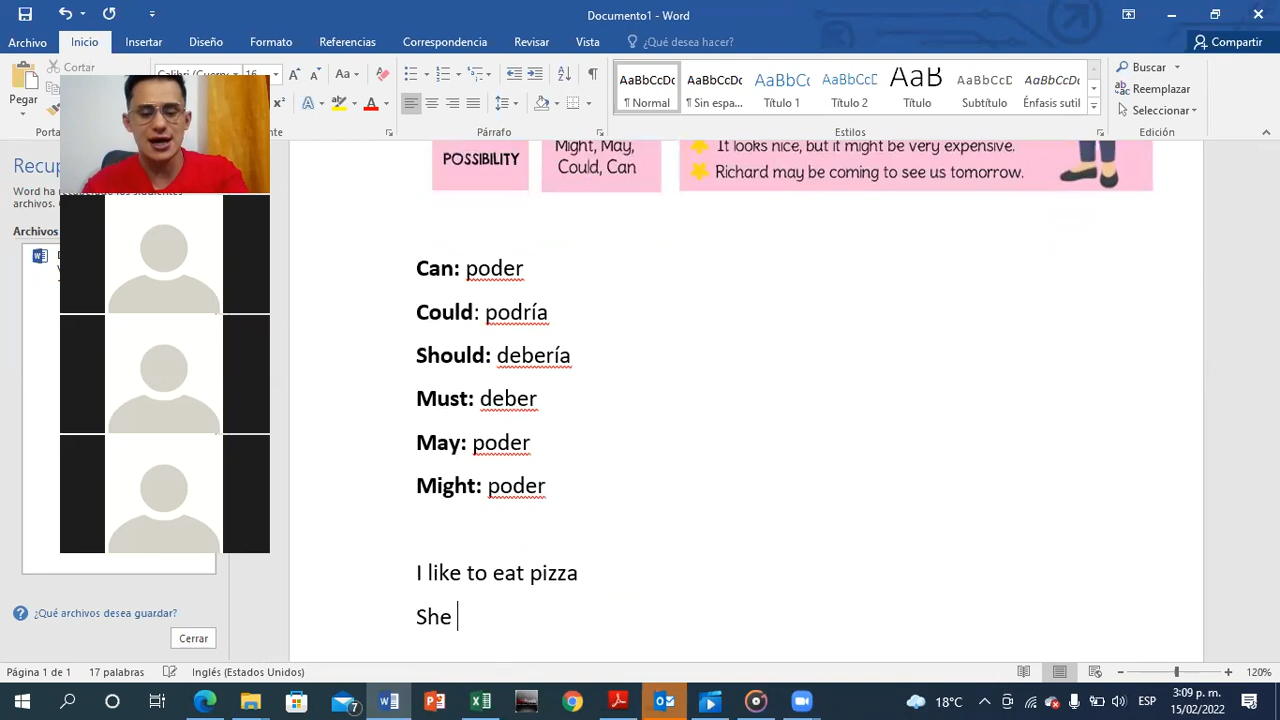 Documento1 - Word
Archivo Inicio Insertar Diseño Formato Referencias Correspondencia Revisar Vista ¿Qué desea hacer? Compartir
Cortar
Pegar
Aa
AaBbCcDc AaBbCcDc AaBbCc AaBbCcD AaB AaBbCcD AaBbCcDc
¶ Normal ¶ Sin espa... Título 1 Título 2 Título Subtítulo Énfasis sutil
Buscar
Reemplazar
Seleccionar
Párrafo Estilos Edición
POSSIBILITY
Might, May,
Could, Can
It looks nice, but it might be very expensive.
Richard may be coming to see us tomorrow.
Archivos
Can: poder
Could: podría
Should: debería
Must: deber
May: poder
Might: poder
I like to eat pizza
She
¿Qué archivos desea guardar?
Cerrar
Página 1 de 1 17 palabras Inglés (Estados Unidos) 120%
7 18°C ESP 3:09 p. m.
15/02/2022